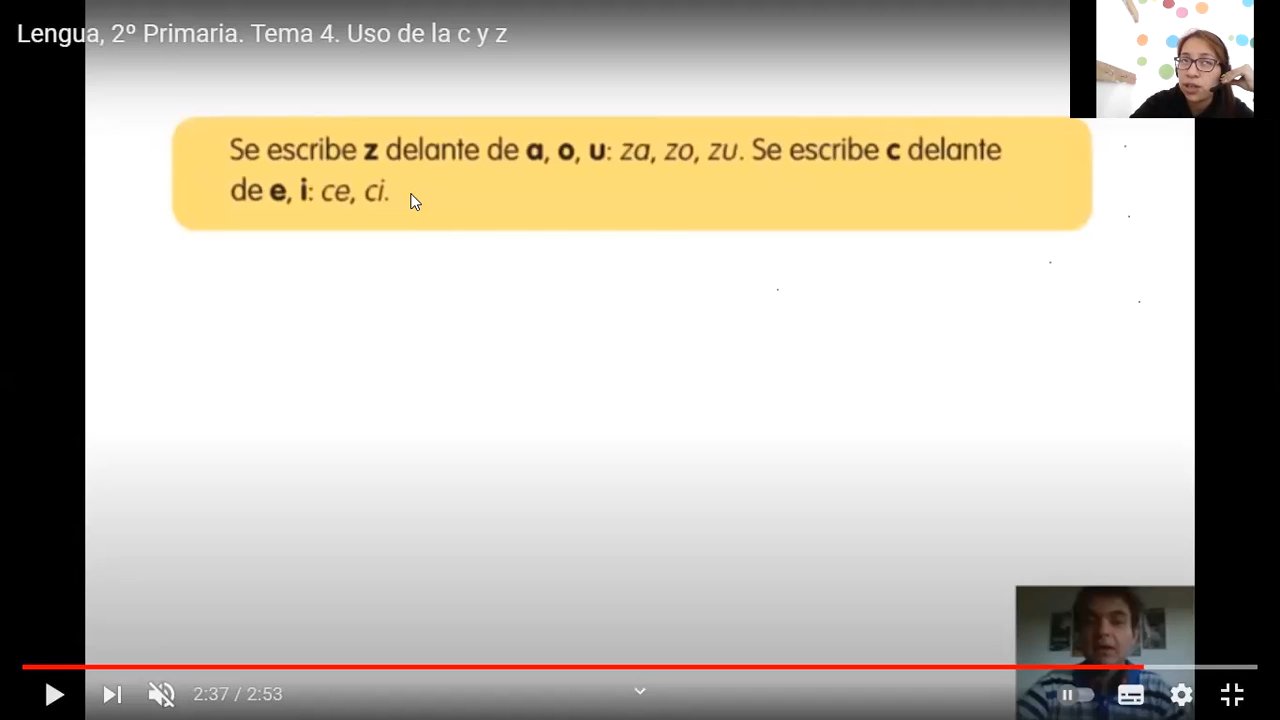 Lengua, 2º Primaria. Tema 4. Uso de la c y z
Se escribe z delante de a, o, u: za, zo, zu. Se escribe c delante
de e, i: ce, ci.
2:37 / 2:53